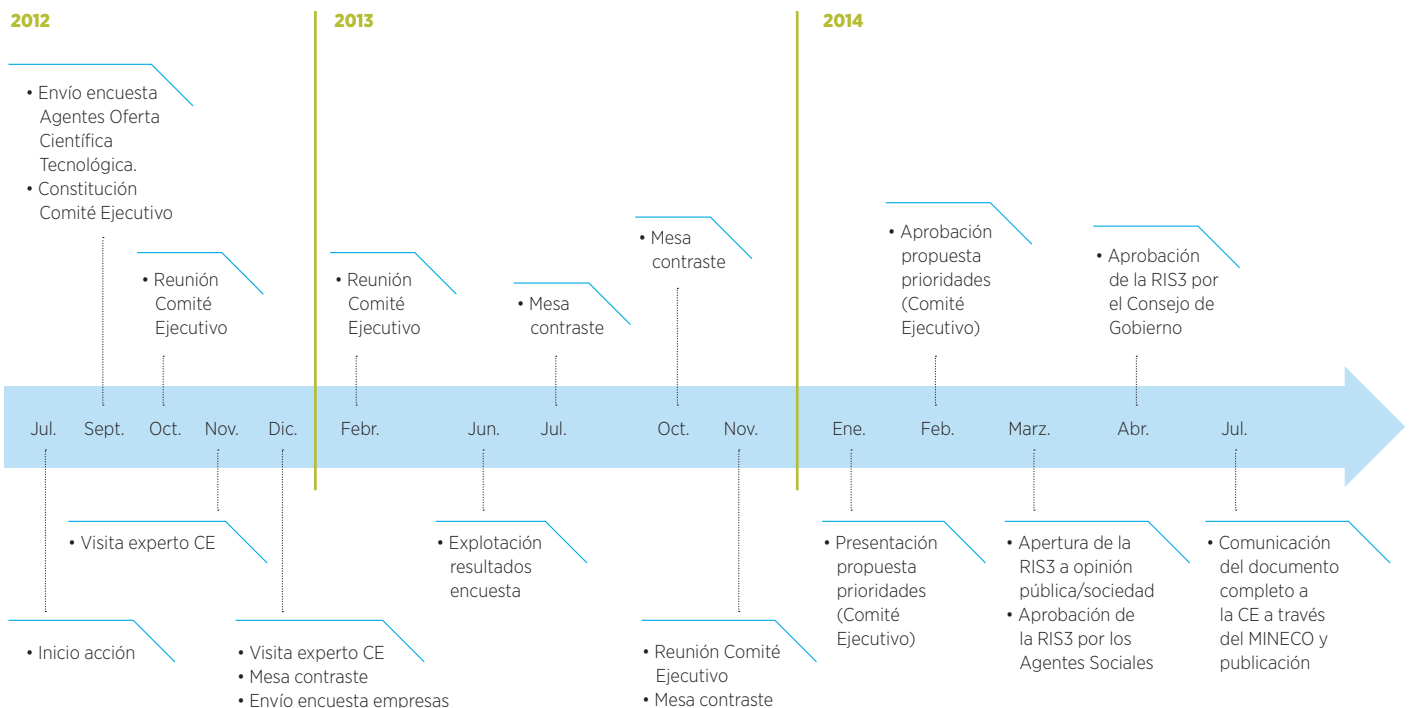 2012
2013
2014
• Envío encuesta
Agentes Oferta
Científica
Tecnológica.
• Constitución
Comité Ejecutivo
• Reunión
Comité
Ejecutivo
• Reunión
Comité
Ejecutivo
• Mesa
contraste
• Mesa
contraste
• Aprobación
propuesta
prioridades
(Comité
Ejecutivo)
• Aprobación
de la RIS3 por
el Consejo de
Gobierno
Jul. Sept. Oct. Nov. Dic. Febr. Jun. Jul. Oct. Nov. Ene. Feb. Marz. Abr. Jul.
• Visita experto CE
• Inicio acción
• Visita experto CE
• Mesa contraste
• Envío encuesta empresas
• Explotación
resultados
encuesta
• Reunión Comité
Ejecutivo
• Mesa contraste
• Presentación
propuesta
prioridades
(Comité
Ejecutivo)
• Apertura de la
RIS3 a opinión
pública/sociedad
• Aprobación de
la RIS3 por los
Agentes Sociales
• Comunicación
del documento
completo a
la CE a través
del MINECO y
publicación